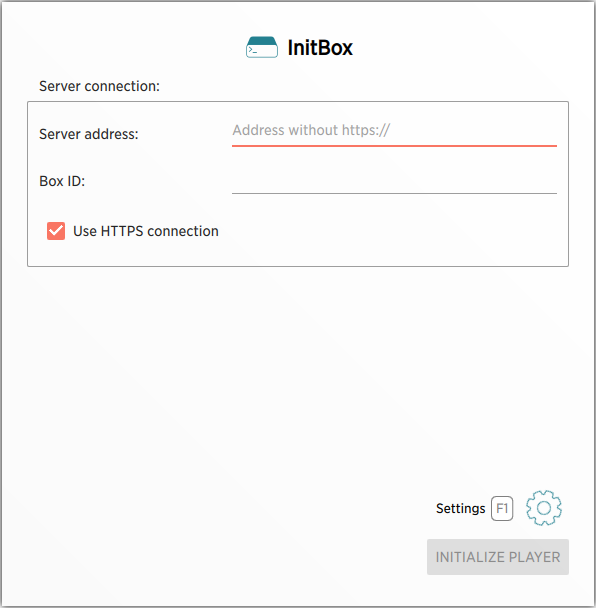 InitBox
Server connection:
Server address: Address without https://
Box ID:
Use HTTPS connection
Settings F1
INITIALIZE PLAYER